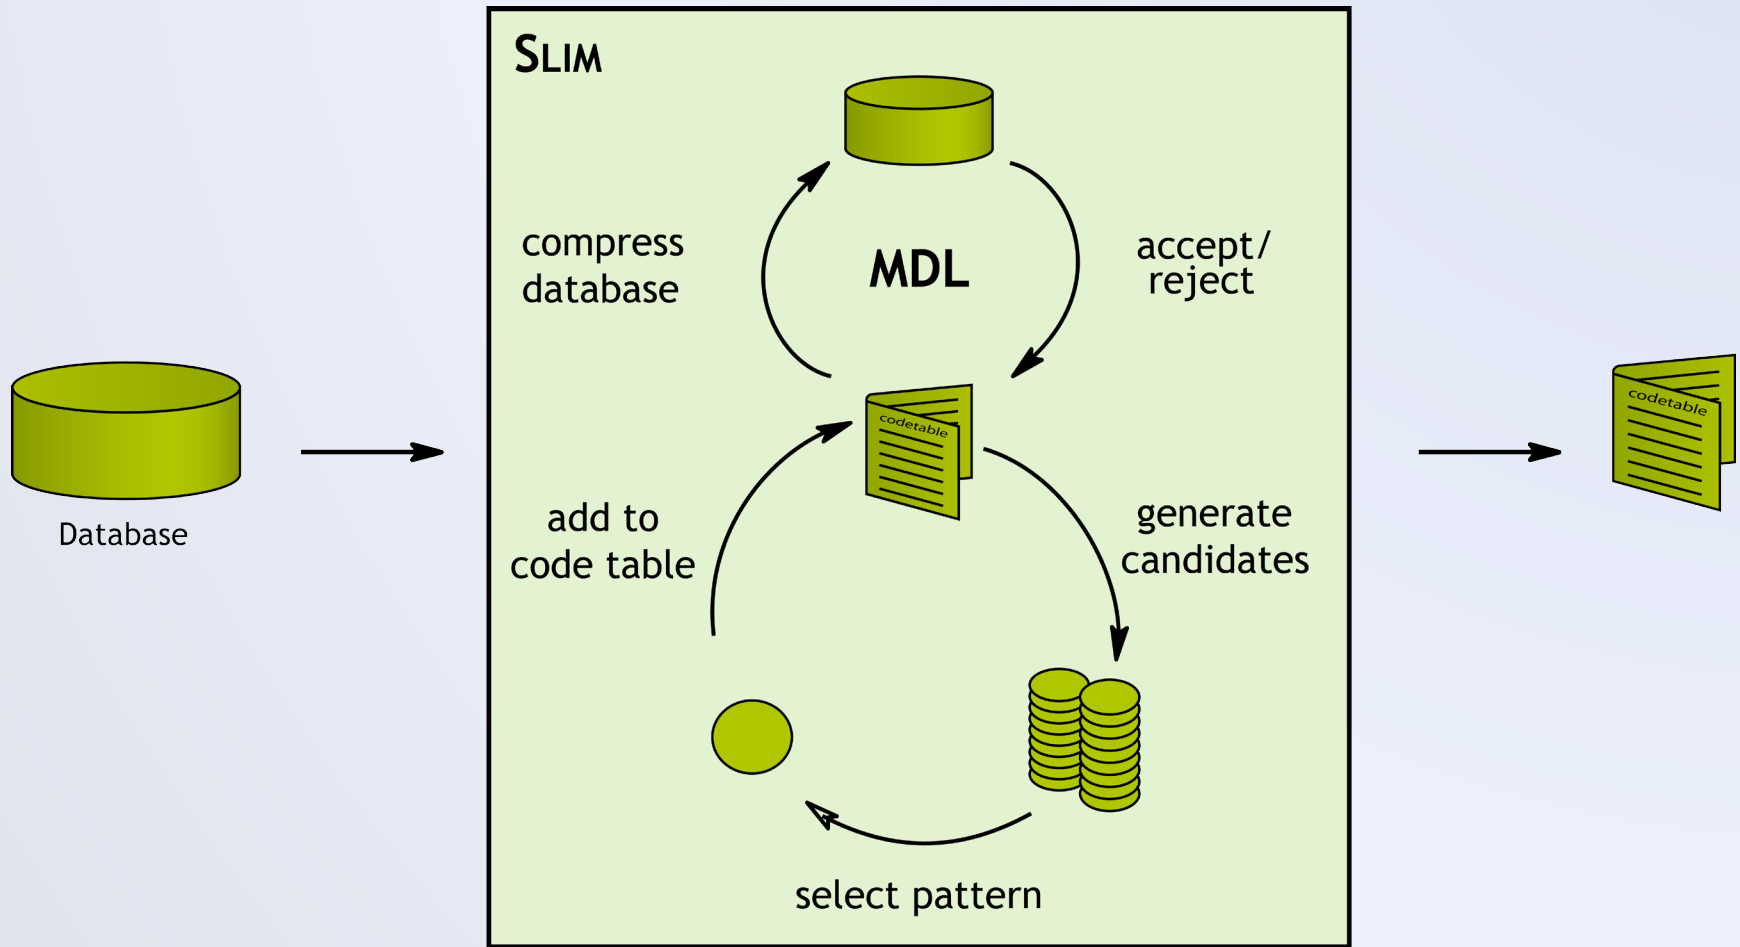 SLIM
compress
database
MDL
accept/
reject
codetable
codetable
add to
code table
generate
candidates
Database
select pattern